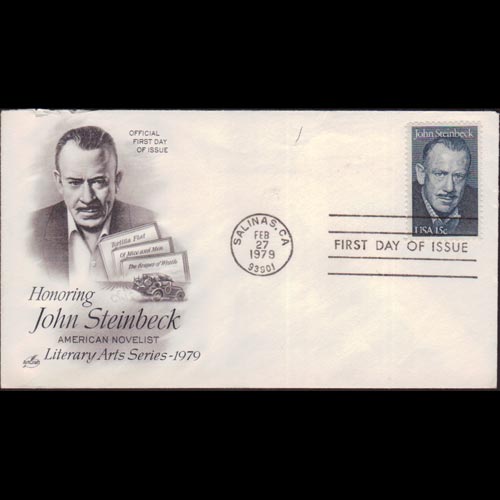 OFFICIAL
FIRST DAY
OF ISSUE
John Steinbeck
USA 15c
SALINAS, CA
FEB
27
1979
93901
FIRST DAY OF ISSUE
Tortilla Flat
Of Mice and Men
The Grapes of Wrath
Honoring
John Steinbeck
AMERICAN NOVELIST
Literary Arts Series-1979
ArtCraft